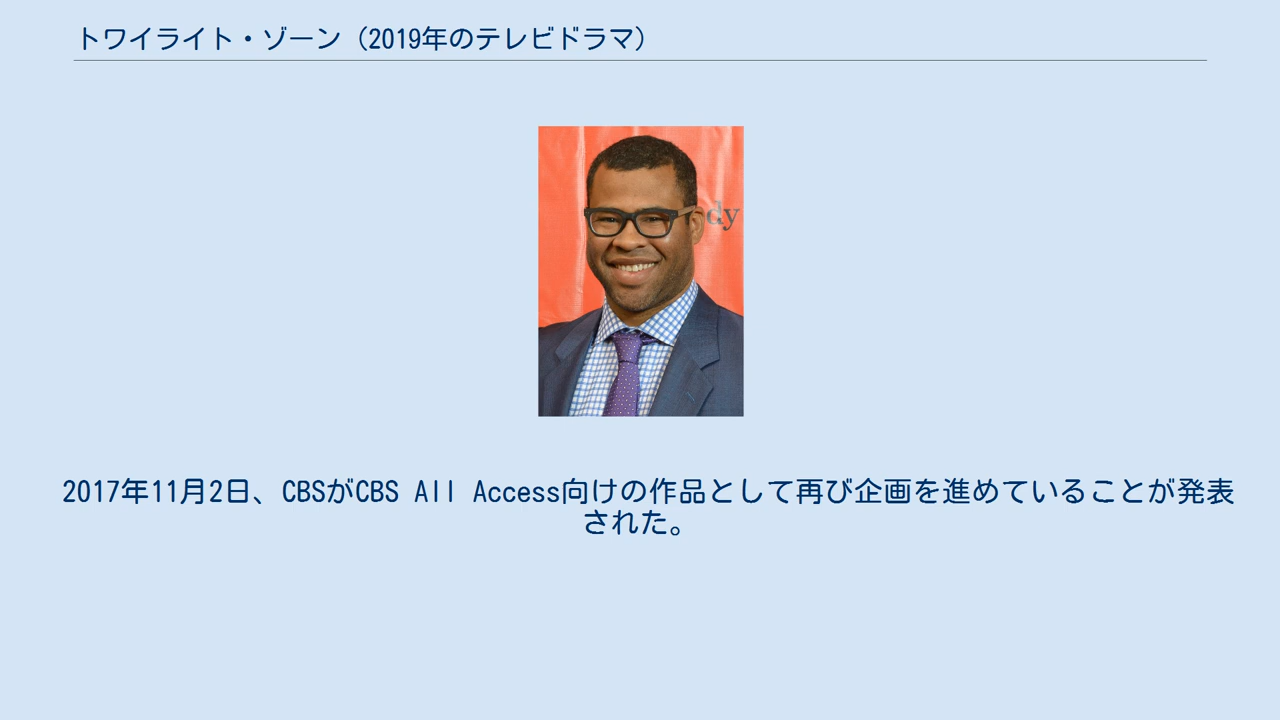 トワイライト・ゾーン（2019年のテレビドラマ）
dy
2017年11月2日、CBSがCBS All Access向けの作品として再び企画を進めていることが発表
された。